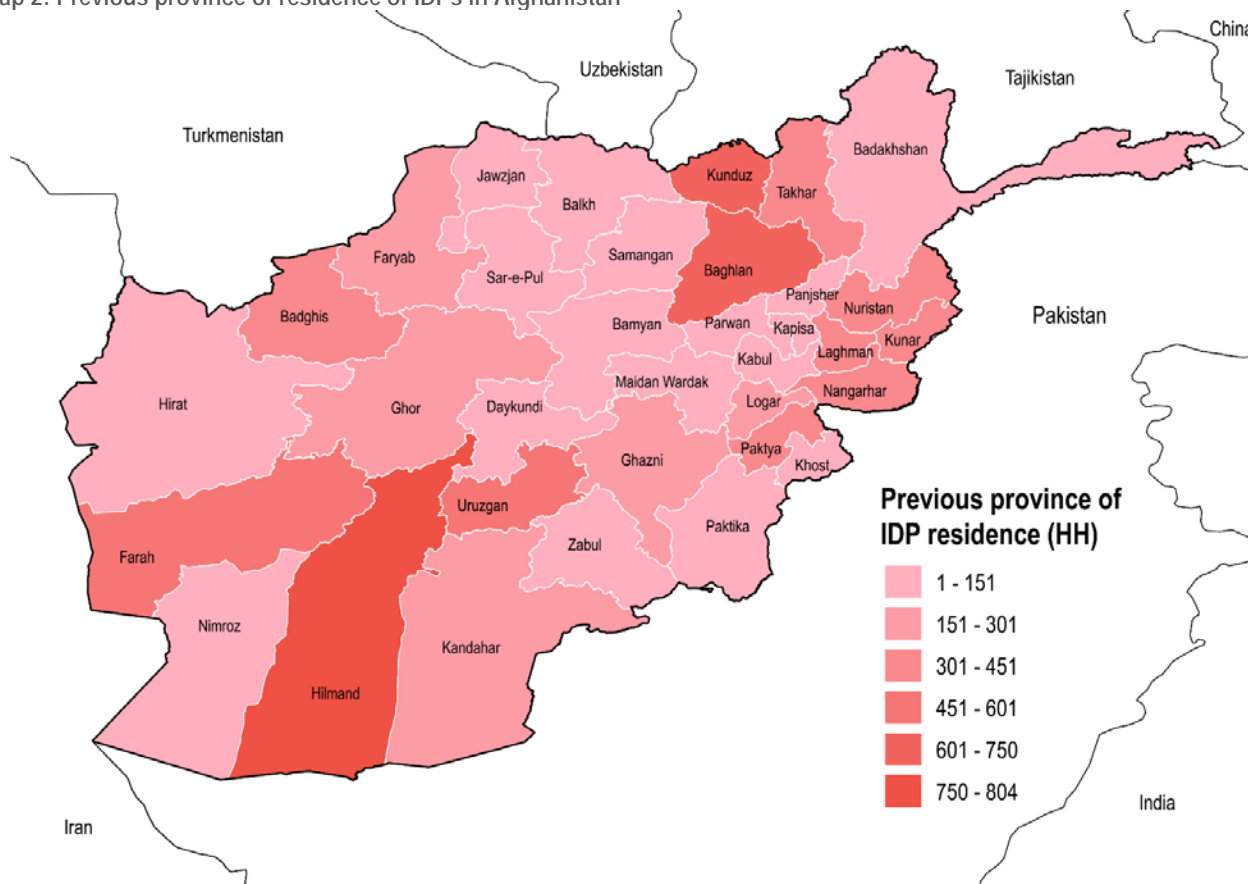 ap 2: Previous province of residence of IDPs in Afghanistan
China
Uzbekistan
Tajikistan
Turkmenistan
Badakhshan
Jawzjan
Kunduz
Takhar
Balkh
Samangan
Faryab
Sar-e-Pul
Baghlan
Panjsher
Nuristan
Badghis
Bamyan
Parwan
Kapisa
Pakistan
Kunar
Laghman
Kabul
Maidan Wardak
Nangarhar
Hirat
Ghor
Daykundi
Logar
Paktya
Khost
Ghazni
Uruzgan
Paktika
Farah
Zabul
Nimroz
Kandahar
Hilmand
Previous province of
IDP residence (HH)
1 - 151
151 - 301
301 - 451
451 - 601
601 - 750
750 - 804
India
Iran